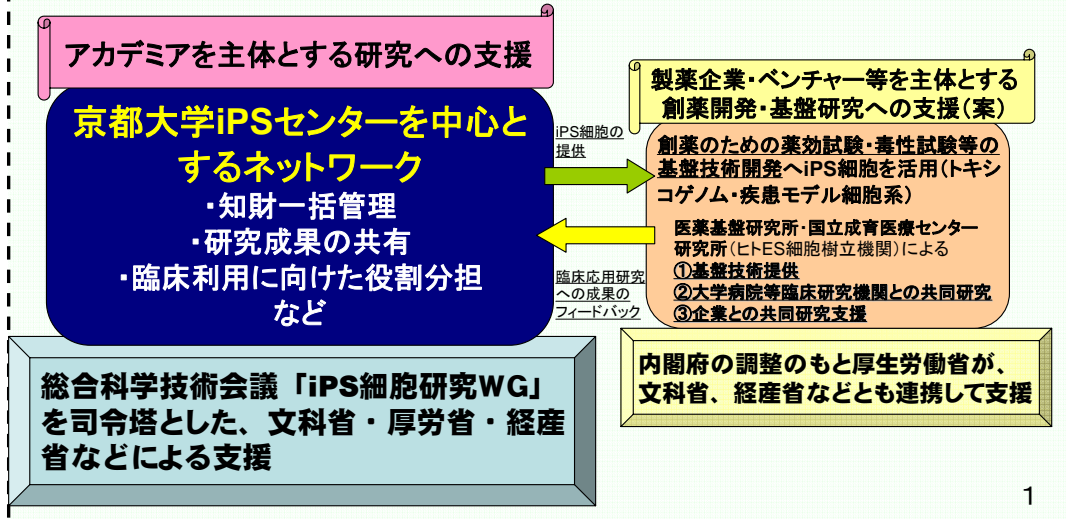 アカデミアを主体とする研究への支援
京都大学iPSセンターを中心と
するネットワーク
・知財一括管理
・研究成果の共有
・臨床利用に向けた役割分担
など
総合科学技術会議「iPS細胞研究WG」
を司令塔とした、文科省・厚労省・経産
省などによる支援
iPS細胞の
提供
臨床応用研究
への成果の
フィードバック
製薬企業・ベンチャー等を主体とする
創薬開発・基盤研究への支援(案)
創薬のための薬効試験・毒性試験等の
基盤技術開発へiPS細胞を活用(トキシ
コゲノム・疾患モデル細胞系)
医薬基盤研究所・国立成育医療センター
研究所(ヒトES細胞樹立機関)による
①基盤技術提供
②大学病院等臨床研究機関との共同研究
③企業との共同研究支援
内閣府の調整のもと厚生労働省が、
文科省、経産省などとも連携して支援
1